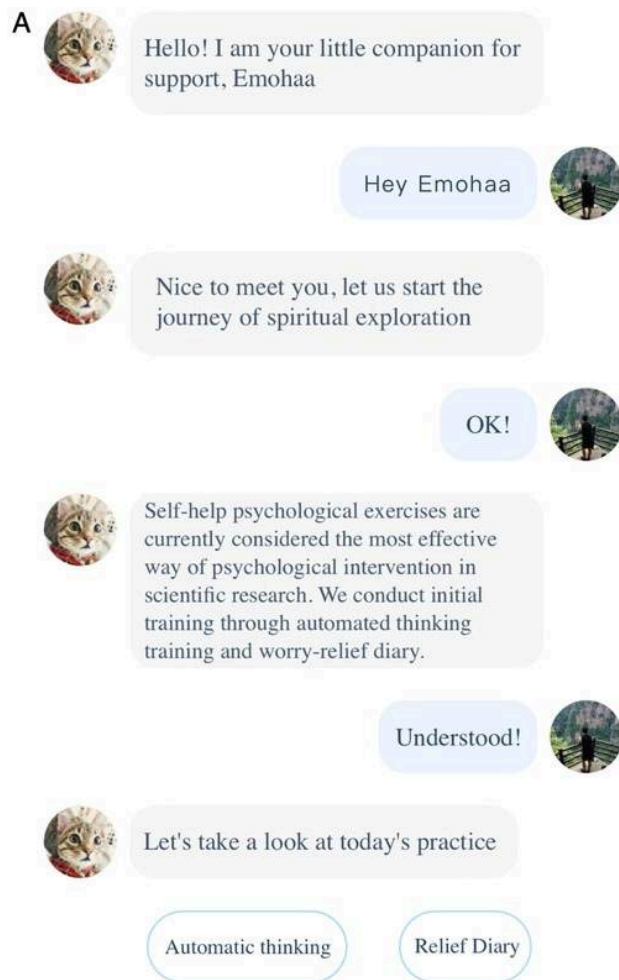 A
Hello! I am your little companion for
support, Emohaa
Hey Emohaa
Nice to meet you, let us start the
journey of spiritual exploration
OK!
Self-help psychological exercises are
currently considered the most effective
way of psychological intervention in
scientific research. We conduct initial
training through automated thinking
training and worry-relief diary.
Understood!
Let's take a look at today's practice
Automatic thinking
Relief Diary